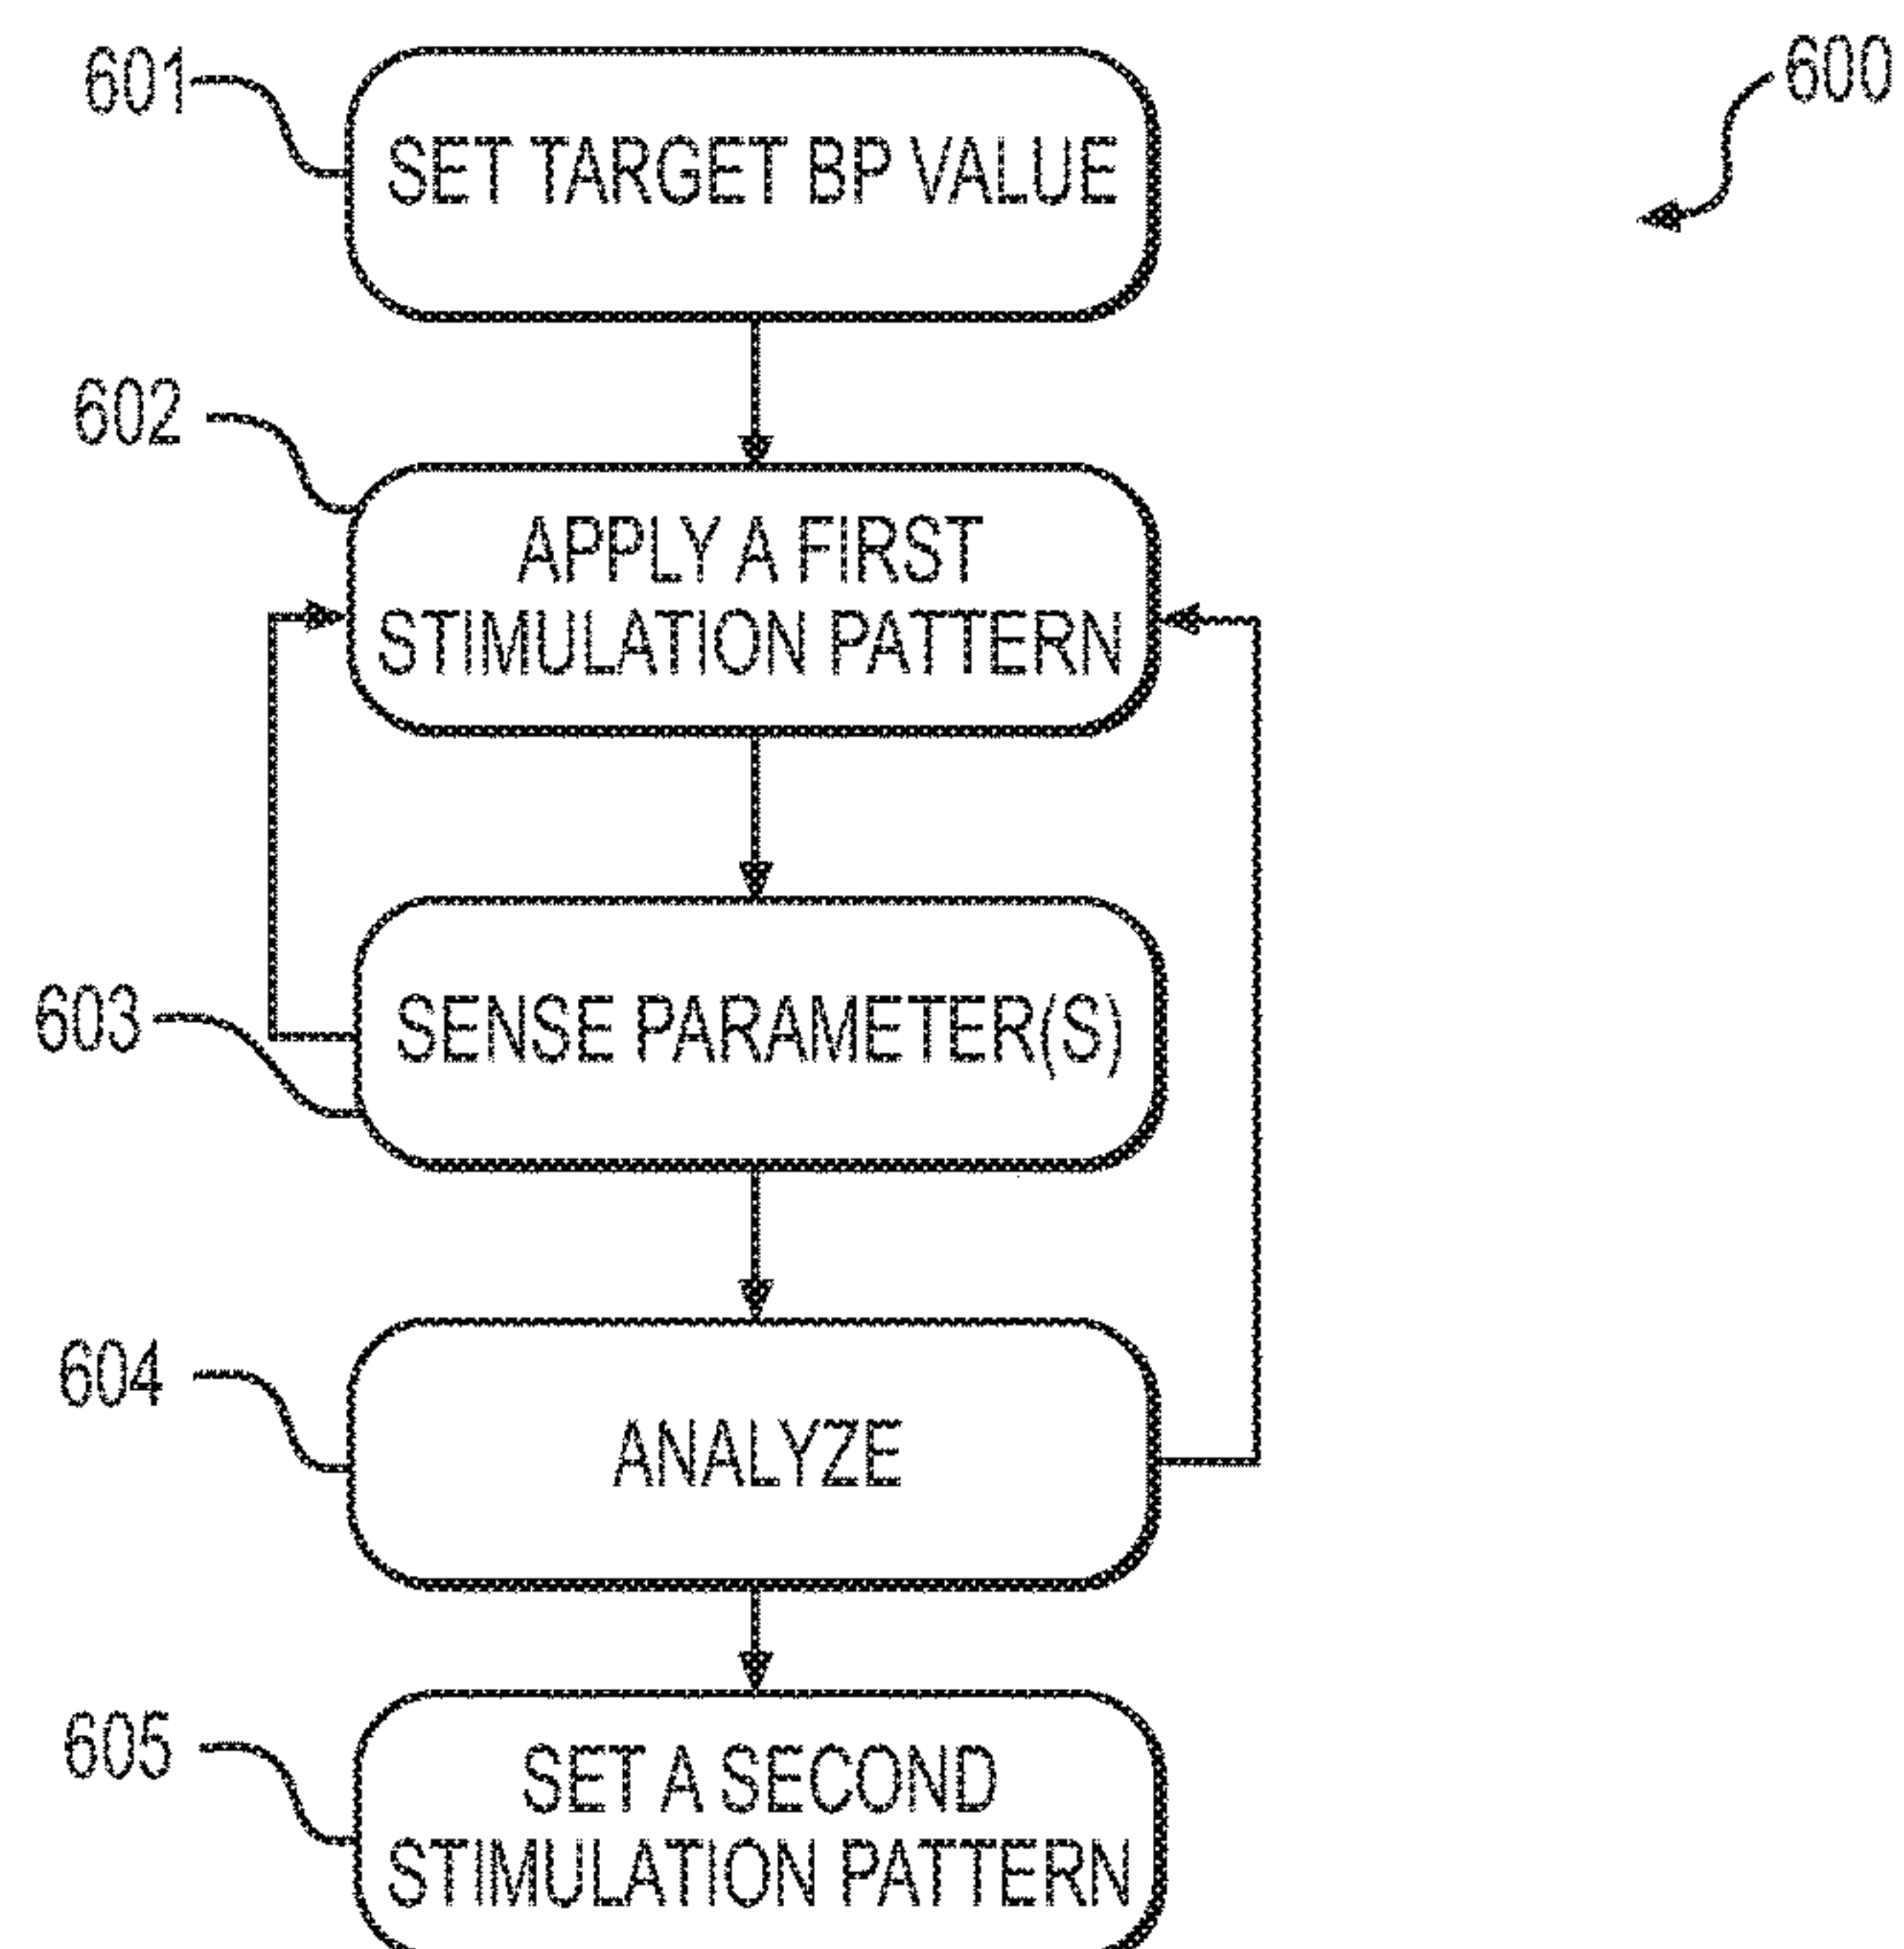 601
600
SET TARGET BP VALUE
602
APPLY A FIRST
STIMULATION PATTERN
603
SENSE PARAMETER(S)
604
ANALYZE
605
SET A SECOND
STIMULATION PATTERN